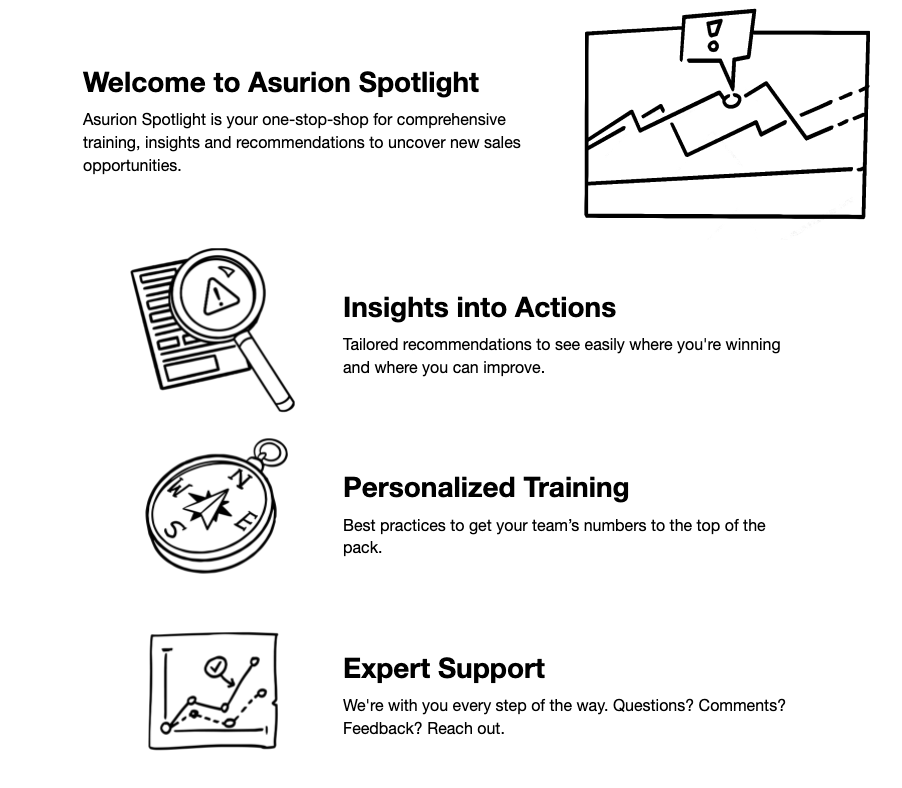 Welcome to Asurion Spotlight
Asurion Spotlight is your one-stop-shop for comprehensive
training, insights and recommendations to uncover new sales
opportunities.
!
!
Insights into Actions
Tailored recommendations to see easily where you're winning
and where you can improve.
N
W
E
S
Personalized Training
Best practices to get your team’s numbers to the top of the
pack.
Expert Support
We're with you every step of the way. Questions? Comments?
Feedback? Reach out.